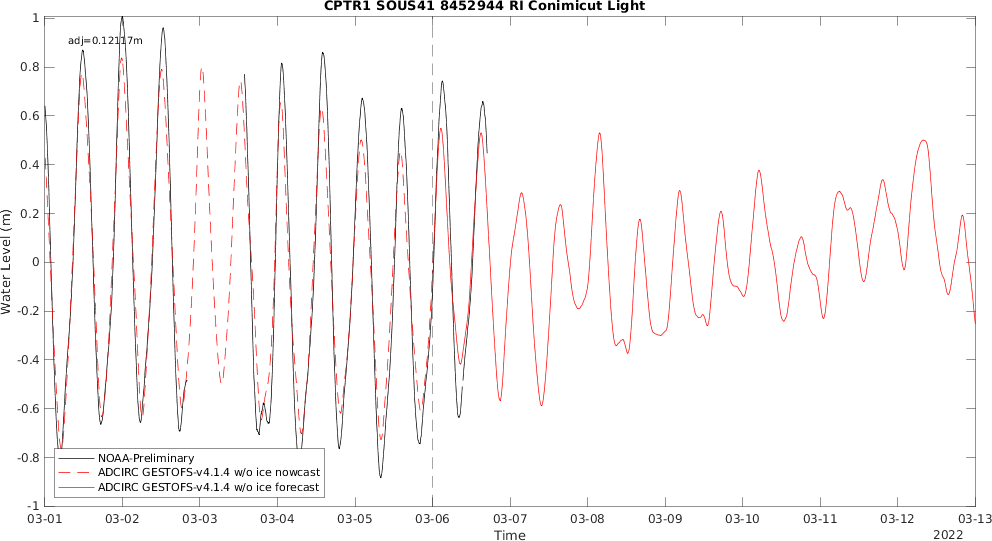 CPTR1 SOUS41 8452944 RI Conimicut Light
adj=0.12117m
1
0.8
0.6
0.4
0.2
0
-0.2
-0.4
-0.6
-0.8
-1
Water Level (m)
NOAA-Preliminary
ADCIRC GESTOFS-v4.1.4 w/o ice nowcast
ADCIRC GESTOFS-v4.1.4 w/o ice forecast
03-01 03-02 03-03 03-04 03-05 03-06 03-07 03-08 03-09 03-10 03-11 03-12 03-13
Time
2022